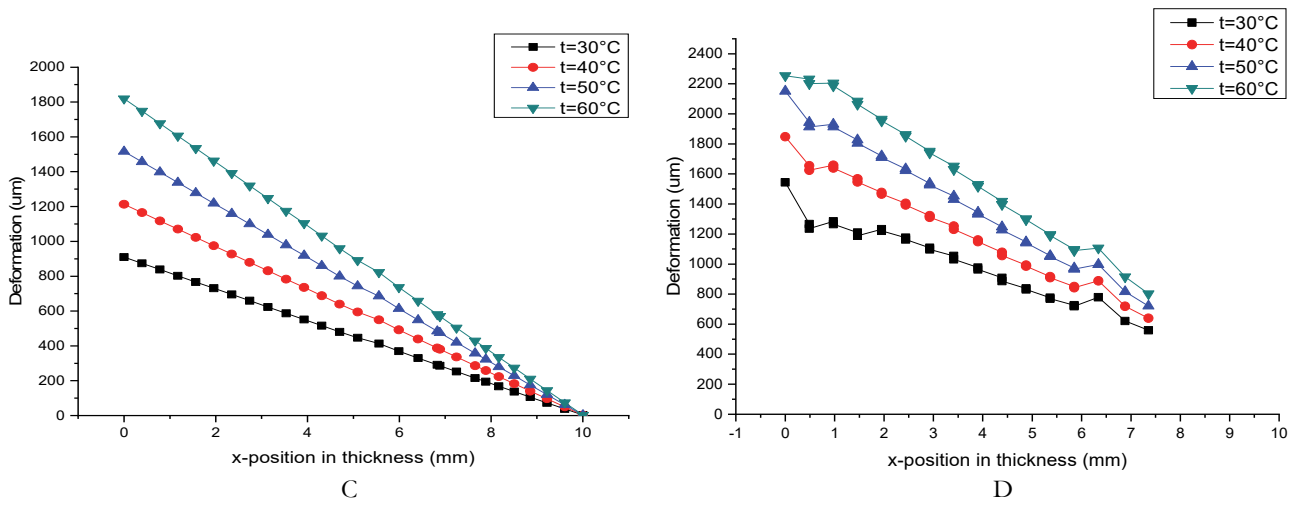 t=30°C
t=40°C
t=50°C
t=60°C
2000
1800
1600
1400
1200
1000
800
600
400
200
0
Deformation (um)
0 2 4 6 8 10
x-position in thickness (mm)
C
t=30°C
t=40°C
t=50°C
t=60°C
2400
2200
2000
1800
1600
1400
1200
1000
800
600
400
200
0
Deformation (um)
-1 0 1 2 3 4 5 6 7 8 9 10
x-position in thickness (mm)
D